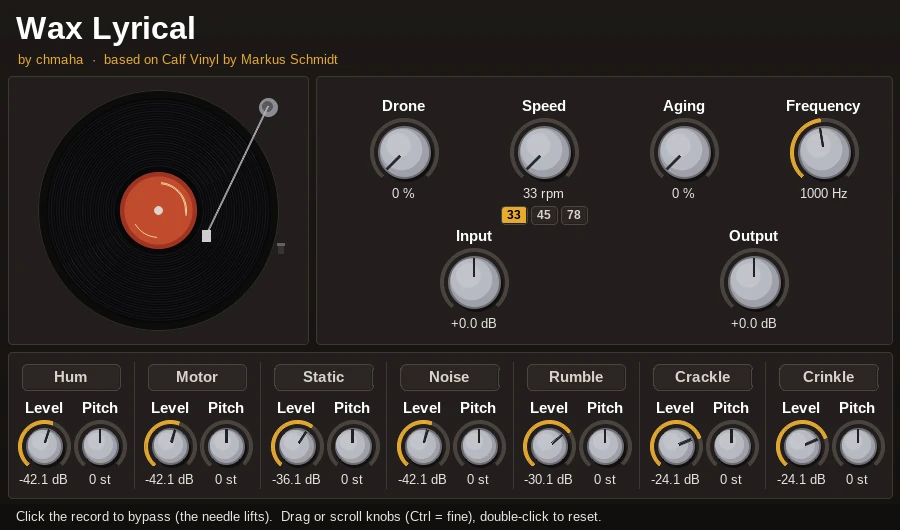 Wax Lyrical
by chmaha · based on Calf Vinyl by Markus Schmidt
Drone Speed Aging Frequency
0 % 33 rpm 0 % 1000 Hz
33 45 78
Input Output
+0.0 dB +0.0 dB
Hum Motor Static Noise Rumble Crackle Crinkle
Level Pitch Level Pitch Level Pitch Level Pitch Level Pitch Level Pitch Level Pitch
-42.1 dB 0 st -42.1 dB 0 st -36.1 dB 0 st -42.1 dB 0 st -30.1 dB 0 st -24.1 dB 0 st -24.1 dB 0 st
Click the record to bypass (the needle lifts). Drag or scroll knobs (Ctrl = fine), double-click to reset.